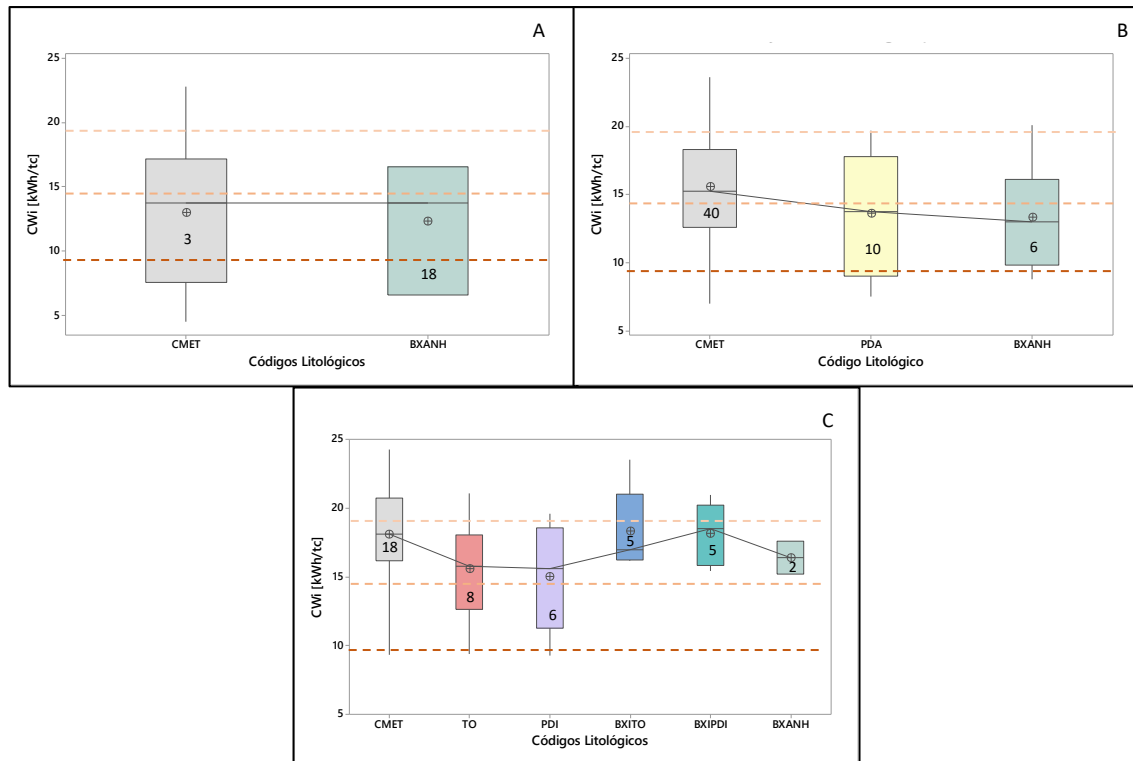 A
25
20
15
10
5
CWi [kWh/tc]
3
18
CMET
BXANH
Códigos Litológicos
B
25
20
15
10
5
CWi [kWh/tc]
40
10
6
CMET
PDA
BXANH
Código Litológico
C
25
20
15
10
5
CWi [kWh/tc]
18
8
6
5
5
2
CMET
TO
PDI
BXITO
BXIPDI
BXANH
Códigos Litológicos